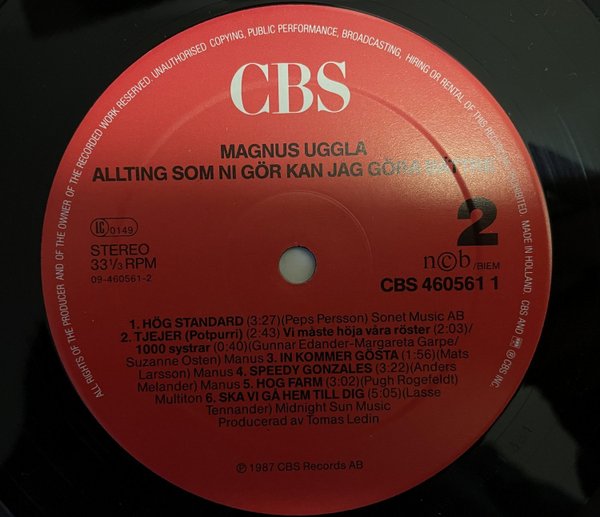 ALL RIGHTS OF THE PRODUCER AND OF THE OWNER OF THE RECORDED WORK RESERVED. UNAUTHORISED COPYING, PUBLIC PERFORMANCE, BROADCASTING, HIRING OR RENTAL OF THIS RECORDING PROHIBITED. MADE IN HOLLAND. CBS AND ® CBS INC.
CBS
MAGNUS UGGLA
ALLTING SOM NI GÖR KAN JAG GÖRA
2
LC 0149
STEREO
33⅓ RPM
09-460561-2
n©b /BIEM
CBS 460561 1
1. HÖG STANDARD (3:27)(Peps Persson) Sonet Music AB
2. TJEJER (Potpurri) (2:43) Vi måste höja våra röster (2:03)/
1000 systrar (0:40)(Gunnar Edander-Margareta Garpe/
Suzanne Osten) Manus 3. IN KOMMER GÖSTA (1:56)(Mats
Larsson) Manus 4. SPEEDY GONZALES (3:22)(Anders
Melander) Manus 5. HOG FARM (3:02)(Pugh Rogefeldt)
Multiton 6. SKA VI GÅ HEM TILL DIG (5:05)(Lasse
Tennander) Midnight Sun Music
Producerad av Tomas Ledin
℗ 1987 CBS Records AB